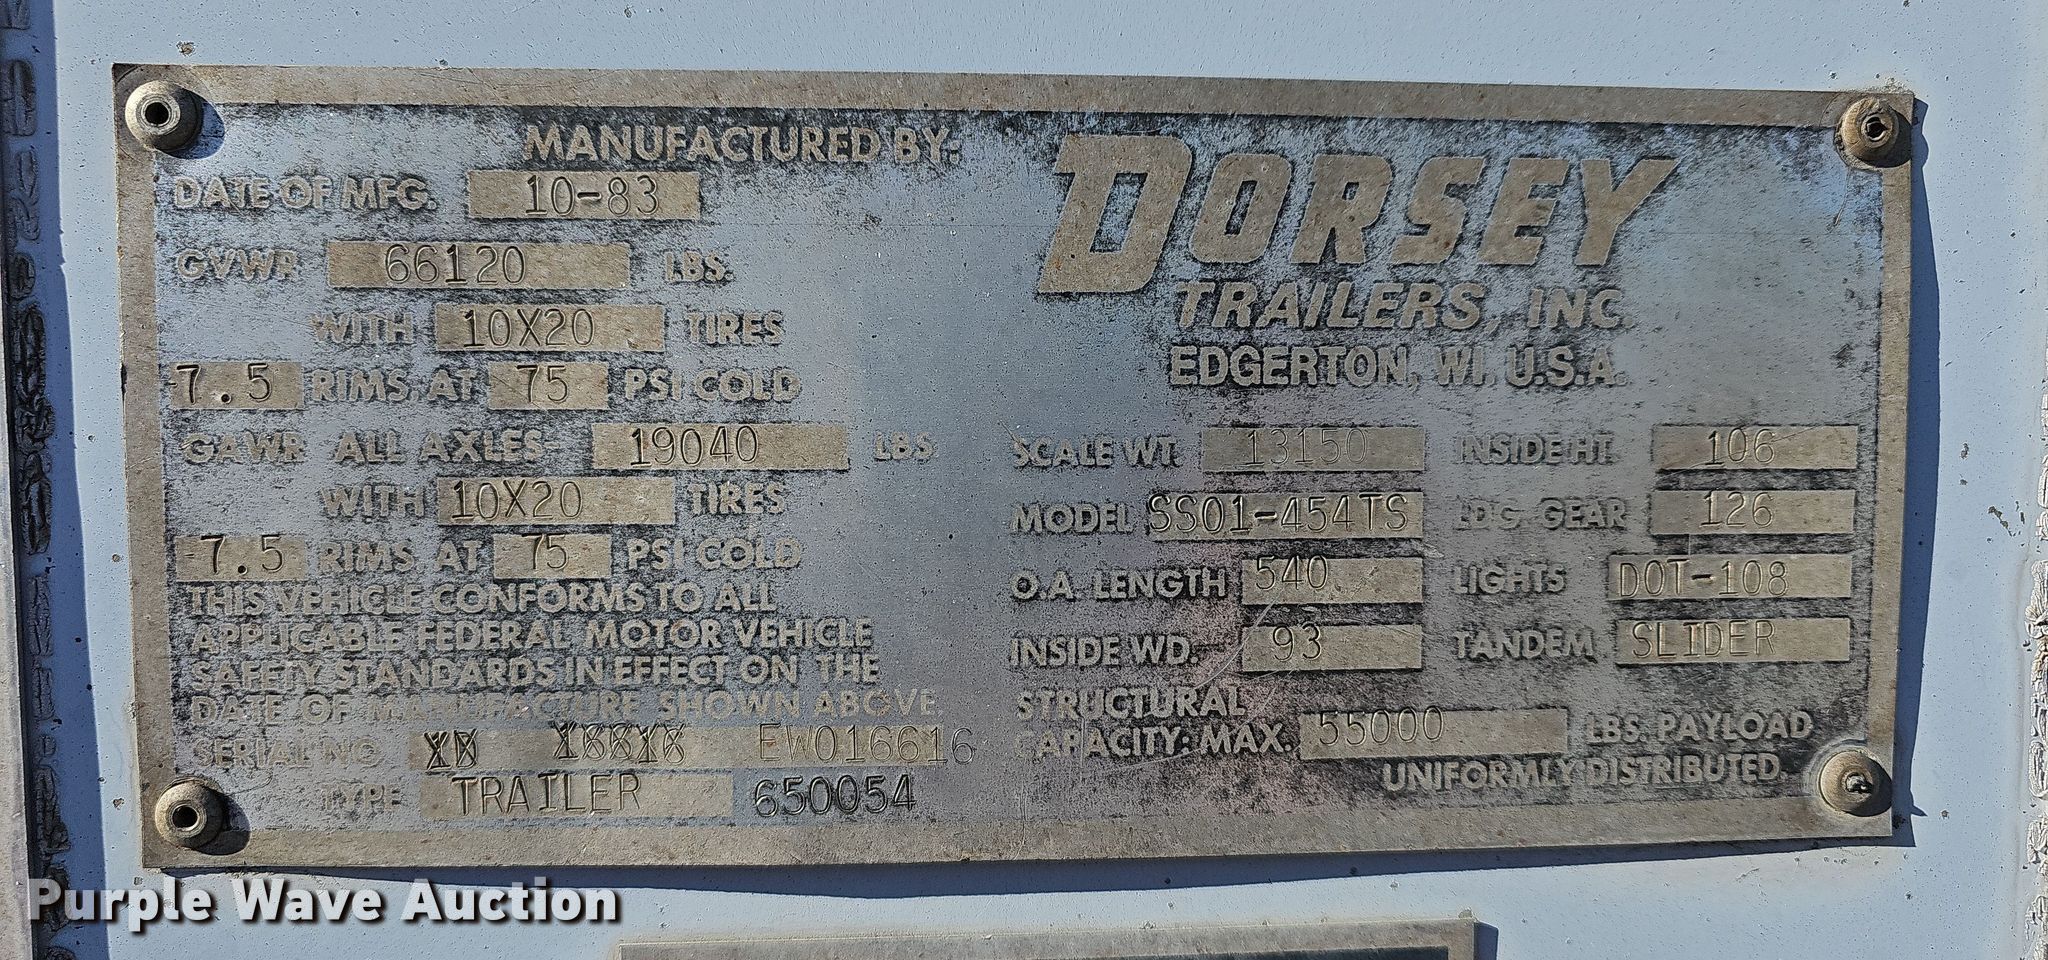 MANUFACTURED BY:
DORSEY
TRAILERS, INC.
EDGERTON, WI. U.S.A.
DATE OF MFG. 10-83
GVWR 66120 LBS.
WITH 10X20 TIRES
7.5 RIMS. AT 75 PSI COLD
GAWR ALL AXLES 19040 LBS
WITH 10X20 TIRES
7.5 RIMS AT 75 PSI COLD
THIS VEHICLE CONFORMS TO ALL
APPLICABLE FEDERAL MOTOR VEHICLE
SAFETY STANDARDS IN EFFECT ON THE
DATE OF MANUFACTURE SHOWN ABOVE
SERIAL NO. EW016616
TYPE TRAILER 650054
SCALE WT. 13150 INSIDE HT. 106
MODEL SS01-454TS LDG. GEAR 126
O.A. LENGTH 540 LIGHTS DOT-108
INSIDE WD. 93 TANDEM SLIDER
STRUCTURAL
CAPACITY: MAX. 55000 LBS. PAYLOAD
UNIFORMLY DISTRIBUTED.
Purple Wave Auction